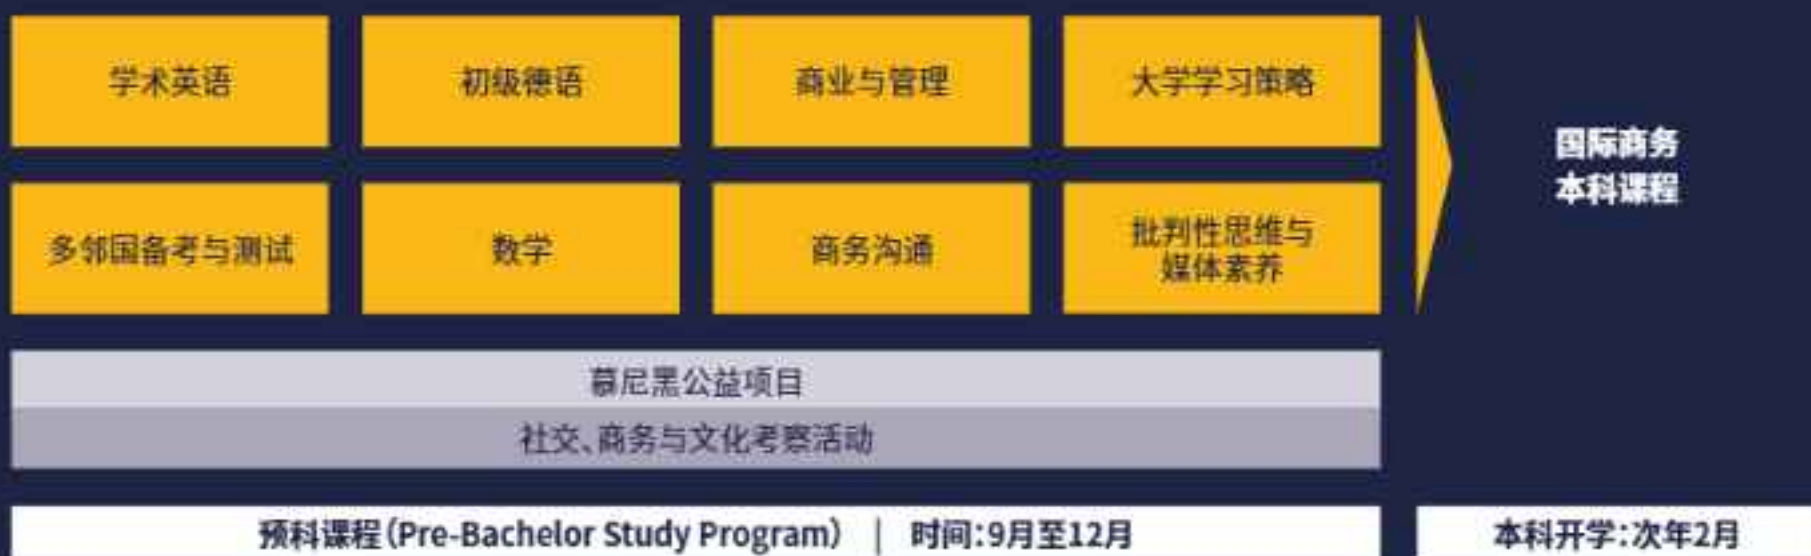 学术英语
初级德语
商业与管理
大学学习策略
国际商务
本科课程
多邻国备考与测试
数学
商务沟通
批判性思维与
媒体素养
慕尼黑公益项目
社交、商务与文化考察活动
预科课程（Pre-Bachelor Study Program） | 时间：9月至12月
本科开学：次年2月